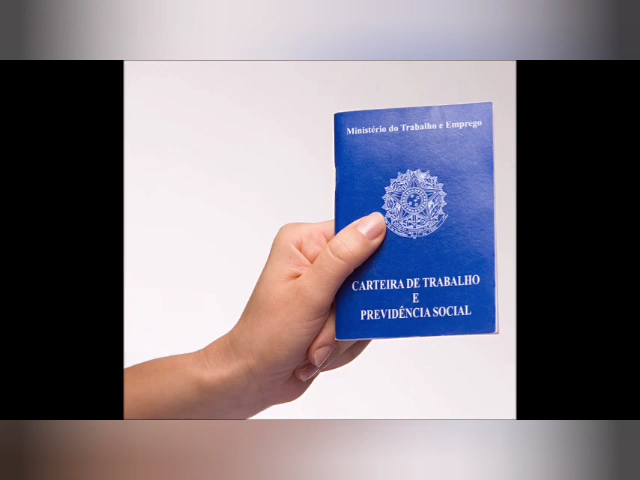 Ministério do Trabalho e Emprego
CARTEIRA DE TRABALHO
E
PREVIDÊNCIA SOCIAL